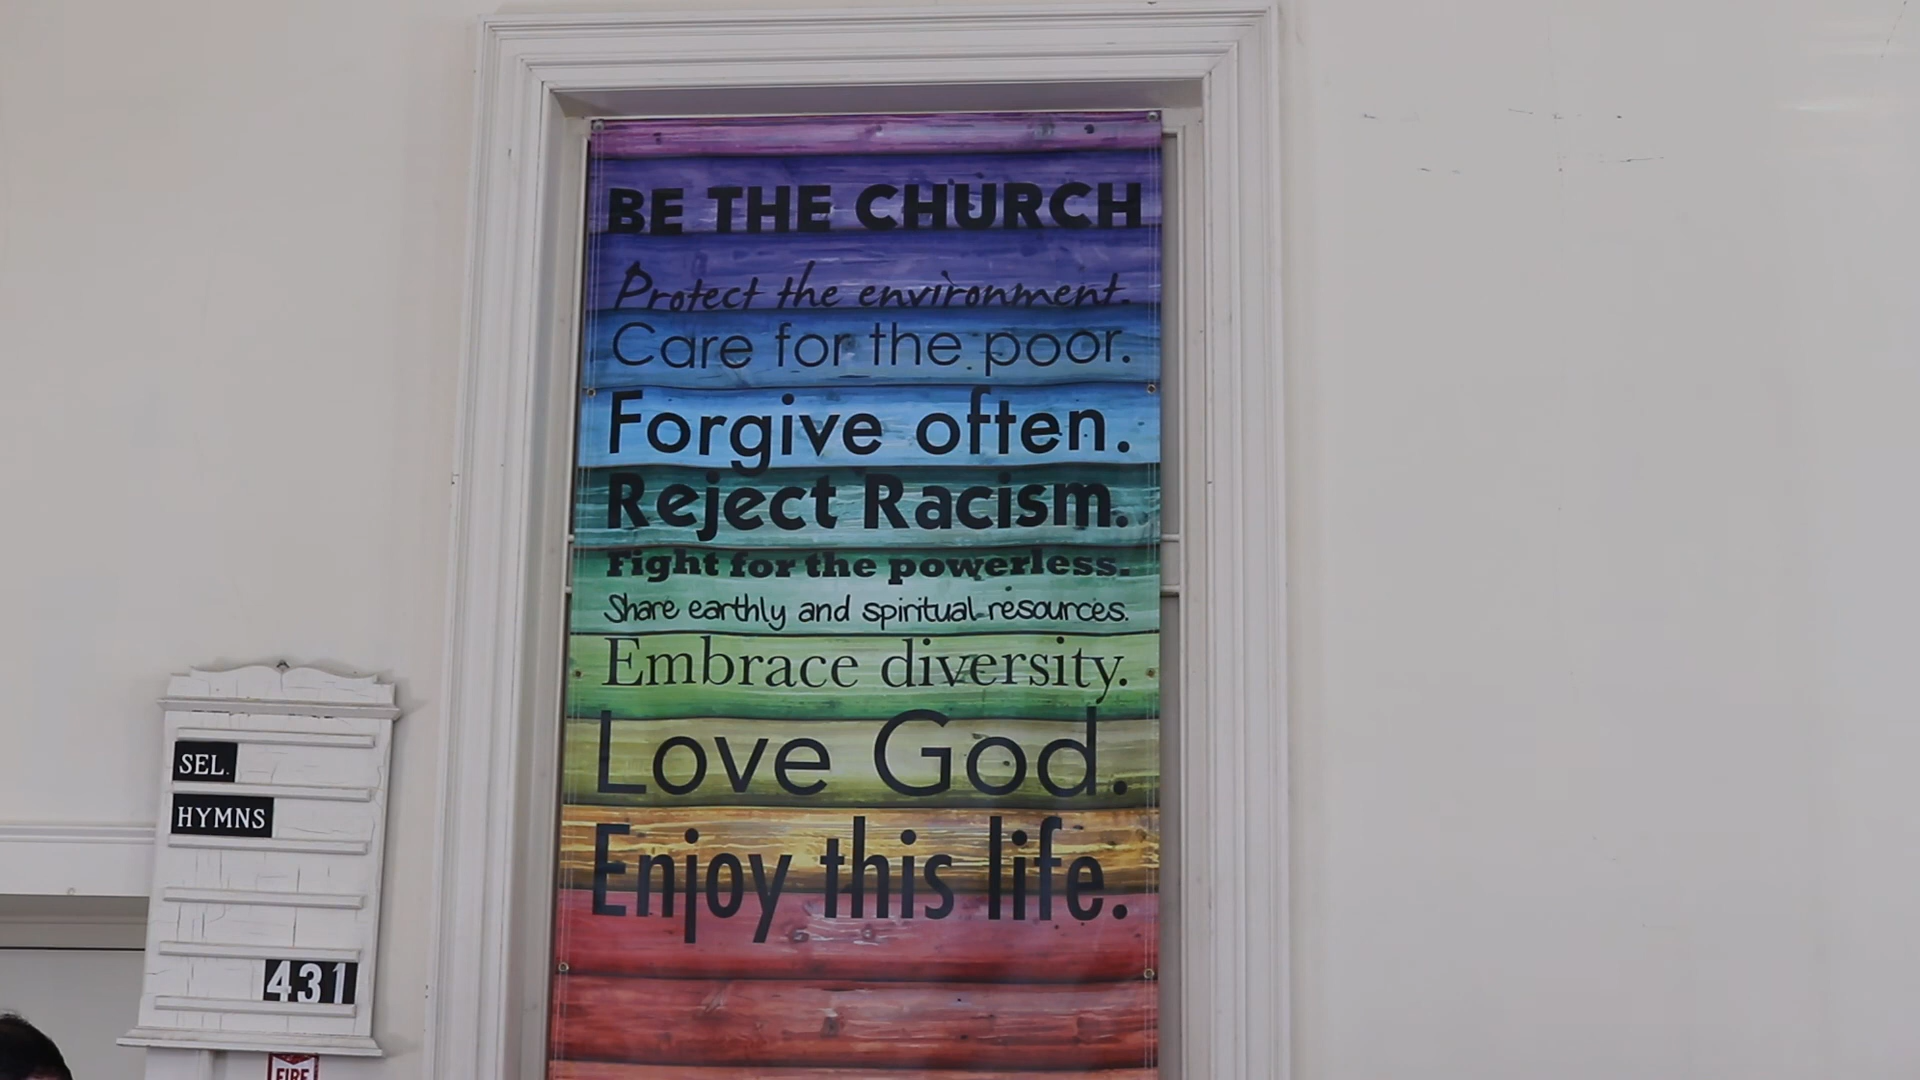 BE THE CHURCH
Protect the environment.
Care for the poor.
Forgive often.
Reject Racism.
Fight for the powerless.
Share earthly and spiritual resources.
Embrace diversity.
Love God.
Enjoy this life.
SEL.
HYMNS
431
FIRE